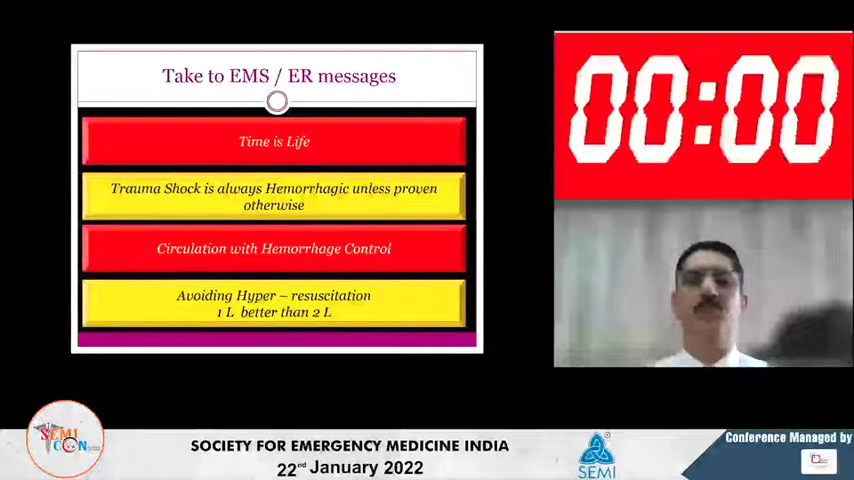 Take to EMS / ER messages
Time is Life
Trauma Shock is always Hemorrhagic unless proven
otherwise
Circulation with Hemorrhage Control
Avoiding Hyper – resuscitation
1 L better than 2 L
00:00
SEMI
CON
SOCIETY FOR EMERGENCY MEDICINE INDIA
22nd January 2022
SEMI
Conference Managed by